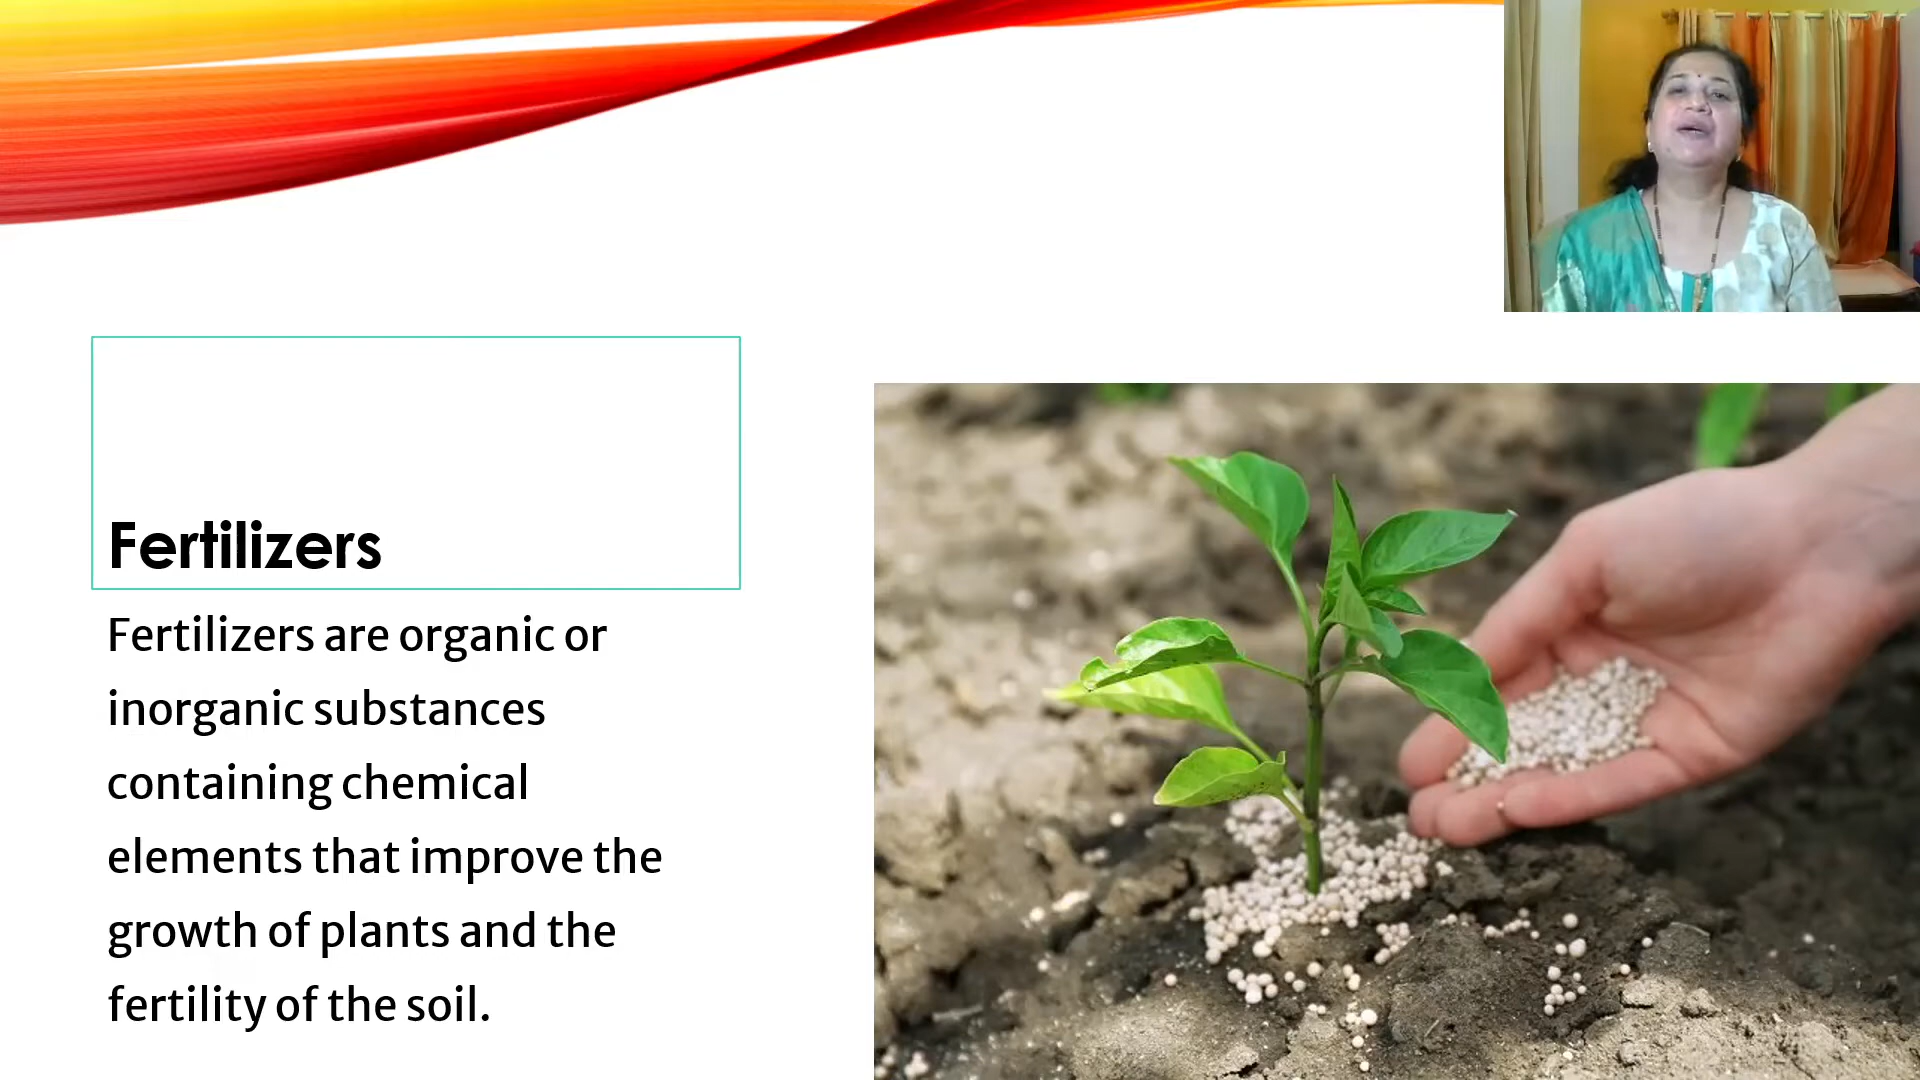 Fertilizers
Fertilizers are organic or
inorganic substances
containing chemical
elements that improve the
growth of plants and the
fertility of the soil.